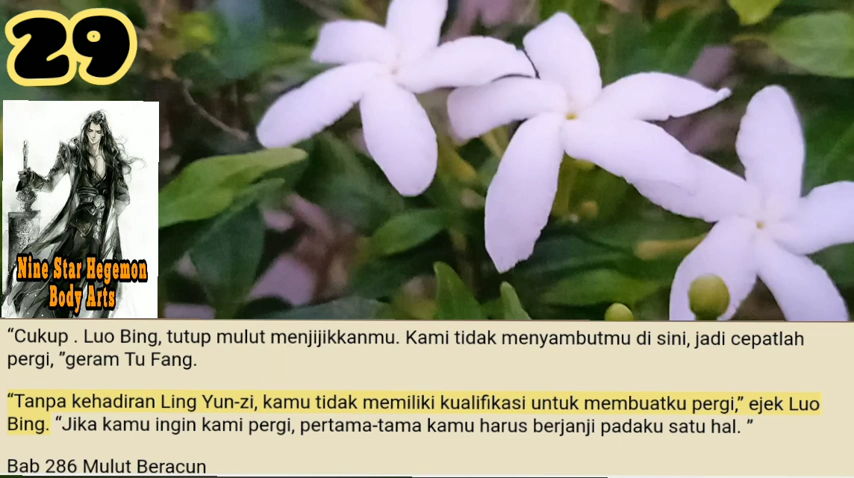 29
Nine Star Hegemon
Body Arts
“Cukup . Luo Bing, tutup mulut menjijikkanmu. Kami tidak menyambutmu di sini, jadi cepatlah
pergi, ”geram Tu Fang.
“Tanpa kehadiran Ling Yun-zi, kamu tidak memiliki kualifikasi untuk membuatku pergi,” ejek Luo
Bing. “Jika kamu ingin kami pergi, pertama-tama kamu harus berjanji padaku satu hal. ”
Bab 286 Mulut Beracun